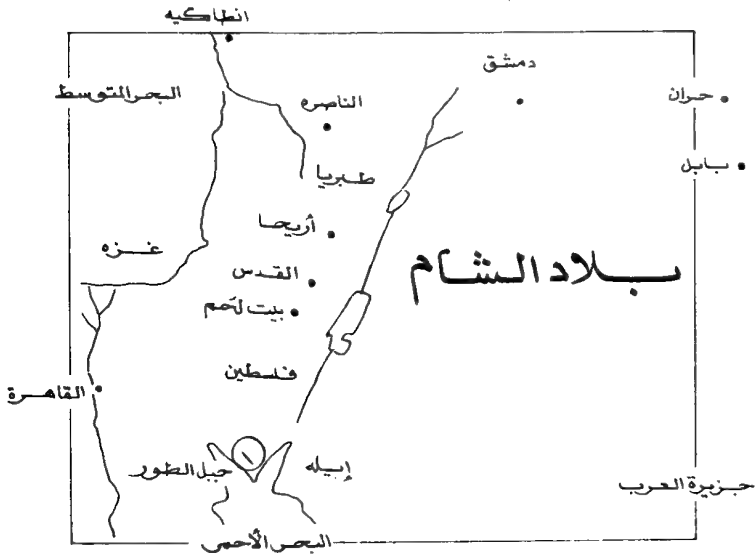 انطاكيه
دمشق
البحر المتوسط
الناصره
حران
طبريا
بابل
أريحا
غزه
القدس
بلاد الشام
بيت لحم
فلسطين
القاهرة
١
جبل الطور
إيله
جزيرة العرب
البحر الأحمر